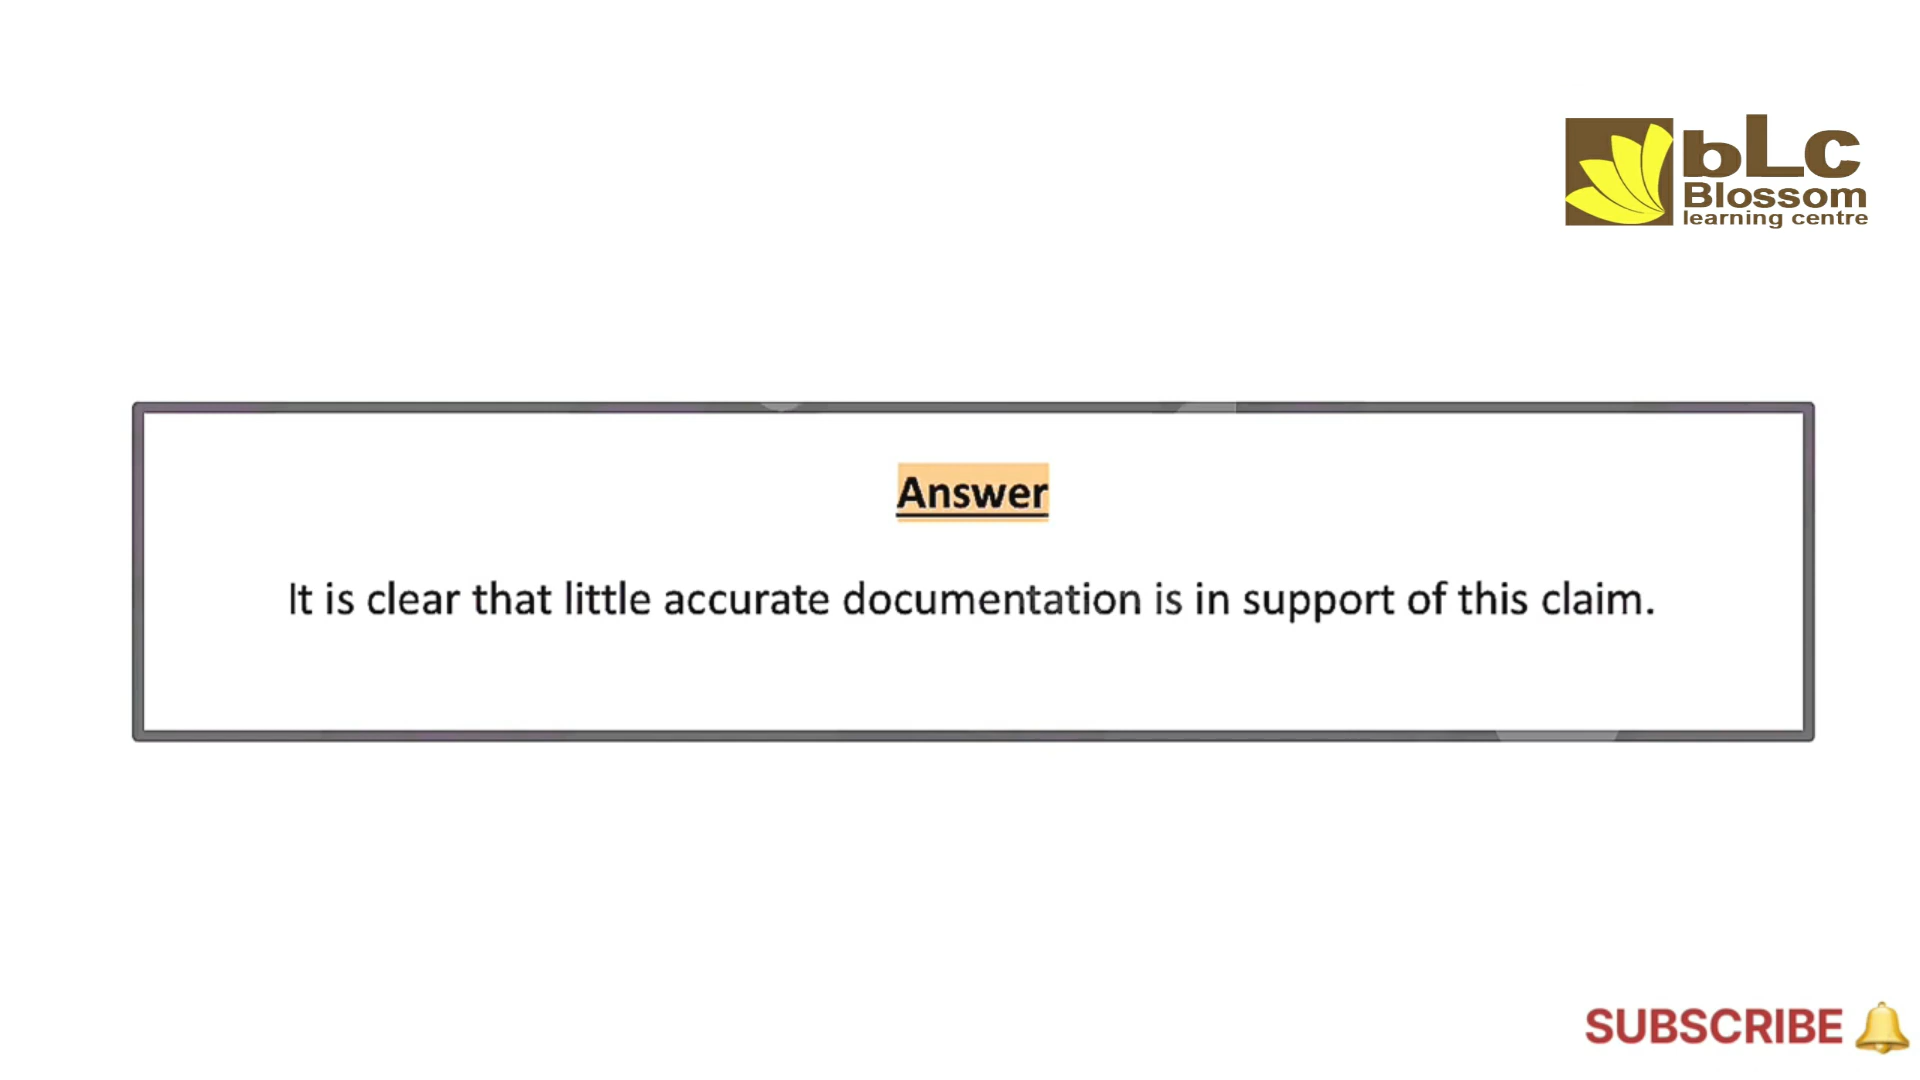 bLc
Blossom
learning centre
Answer
It is clear that little accurate documentation is in support of this claim.
SUBSCRIBE